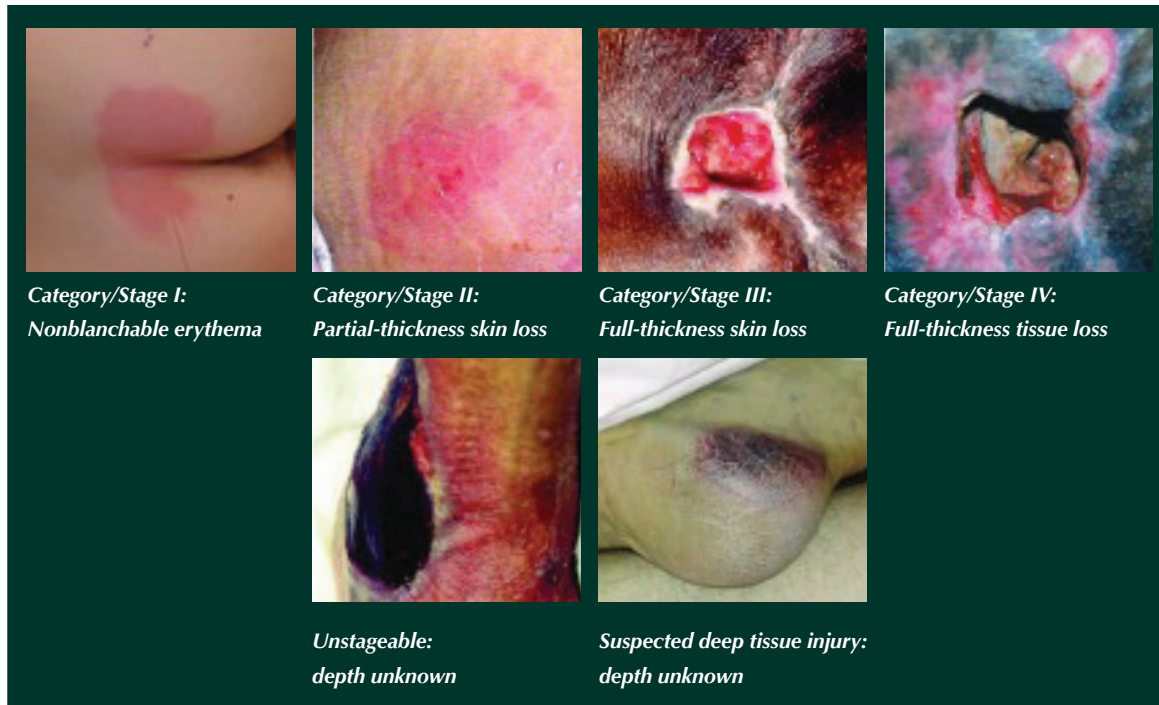 Category/Stage I:
Nonblanchable erythema
Category/Stage II:
Partial-thickness skin loss
Category/Stage III:
Full-thickness skin loss
Category/Stage IV:
Full-thickness tissue loss
Unstageable:
depth unknown
Suspected deep tissue injury:
depth unknown